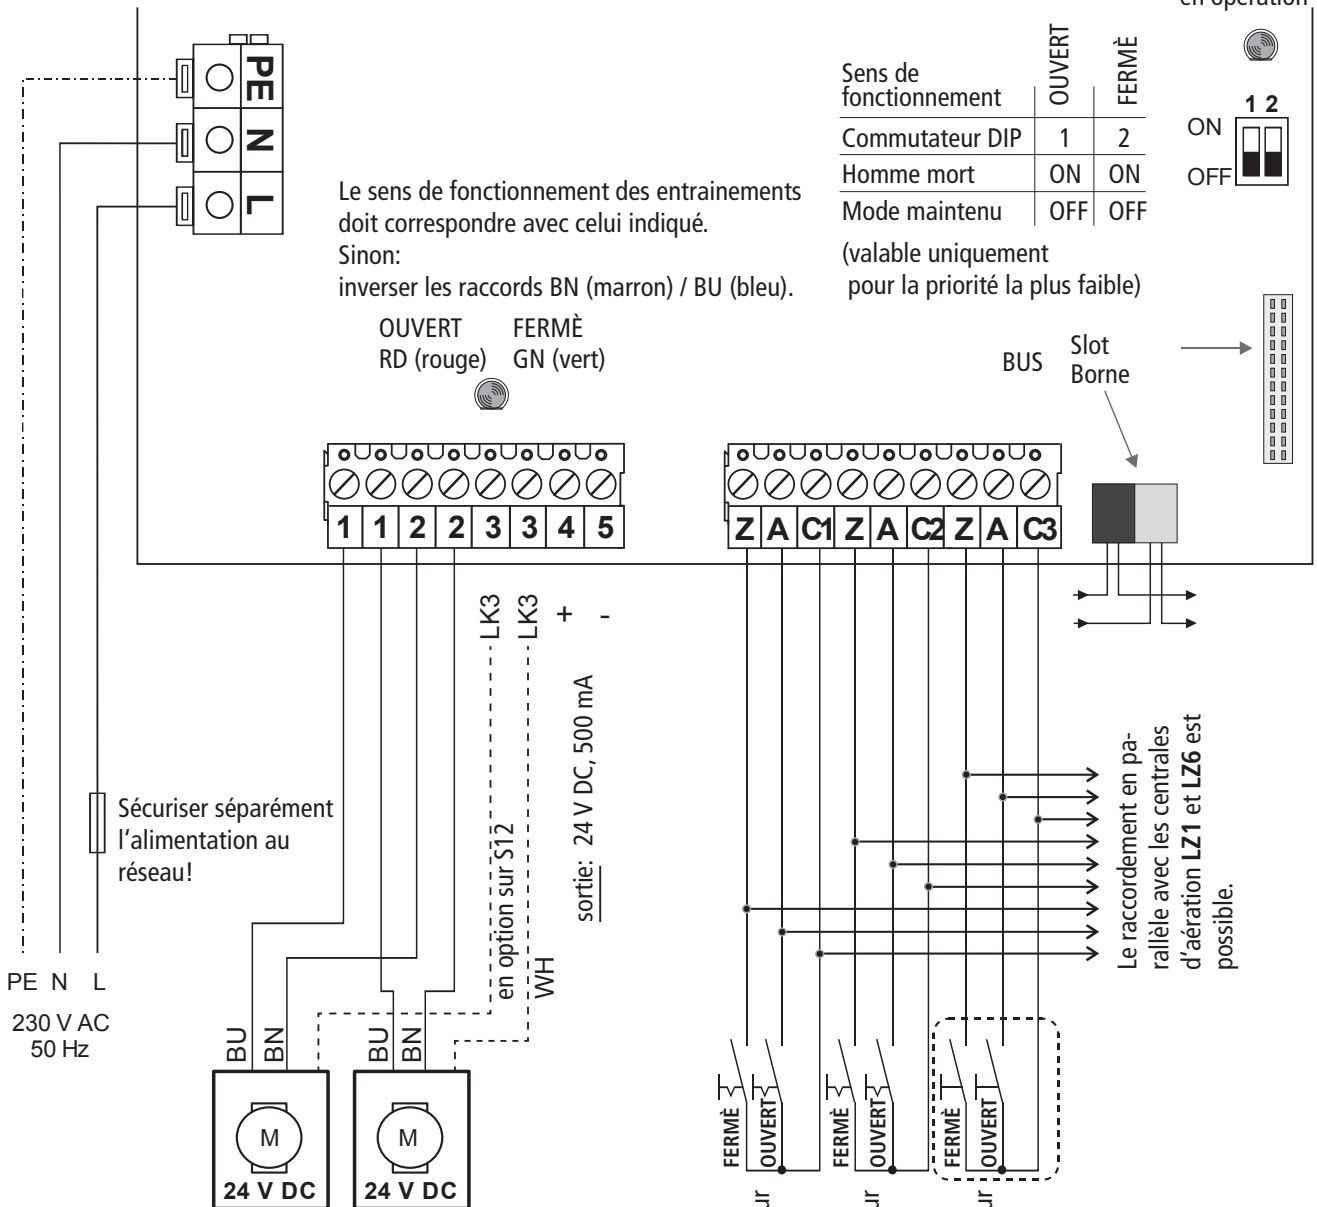 en opération
PE
N
L
Sens de
fonctionnement
OUVERT
FERMÈ
Commutateur DIP 1 2
Homme mort ON ON
Mode maintenu OFF OFF
(valable uniquement
pour la priorité la plus faible)
1 2
ON
OFF
Le sens de fonctionnement des entrainements
doit correspondre avec celui indiqué.
Sinon:
inverser les raccords BN (marron) / BU (bleu).
OUVERT FERMÈ
RD (rouge) GN (vert)
BUS
Slot
Borne
1 1 2 2 3 3 4 5
Z A C1 Z A C2 Z A C3
LK3
LK3
+
-
en option sur S12
WH
sortie: 24 V DC, 500 mA
Sécuriser séparément
l'alimentation au
réseau!
Le raccordement en pa-
rallèle avec les centrales
d'aération LZ1 et LZ6 est
possible.
PE N L
230 V AC
50 Hz
BU
BN
BU
BN
M
24 V DC
M
24 V DC
FERMÈ
OUVERT
FERMÈ
OUVERT
FERMÈ
OUVERT
ur
ur
ur